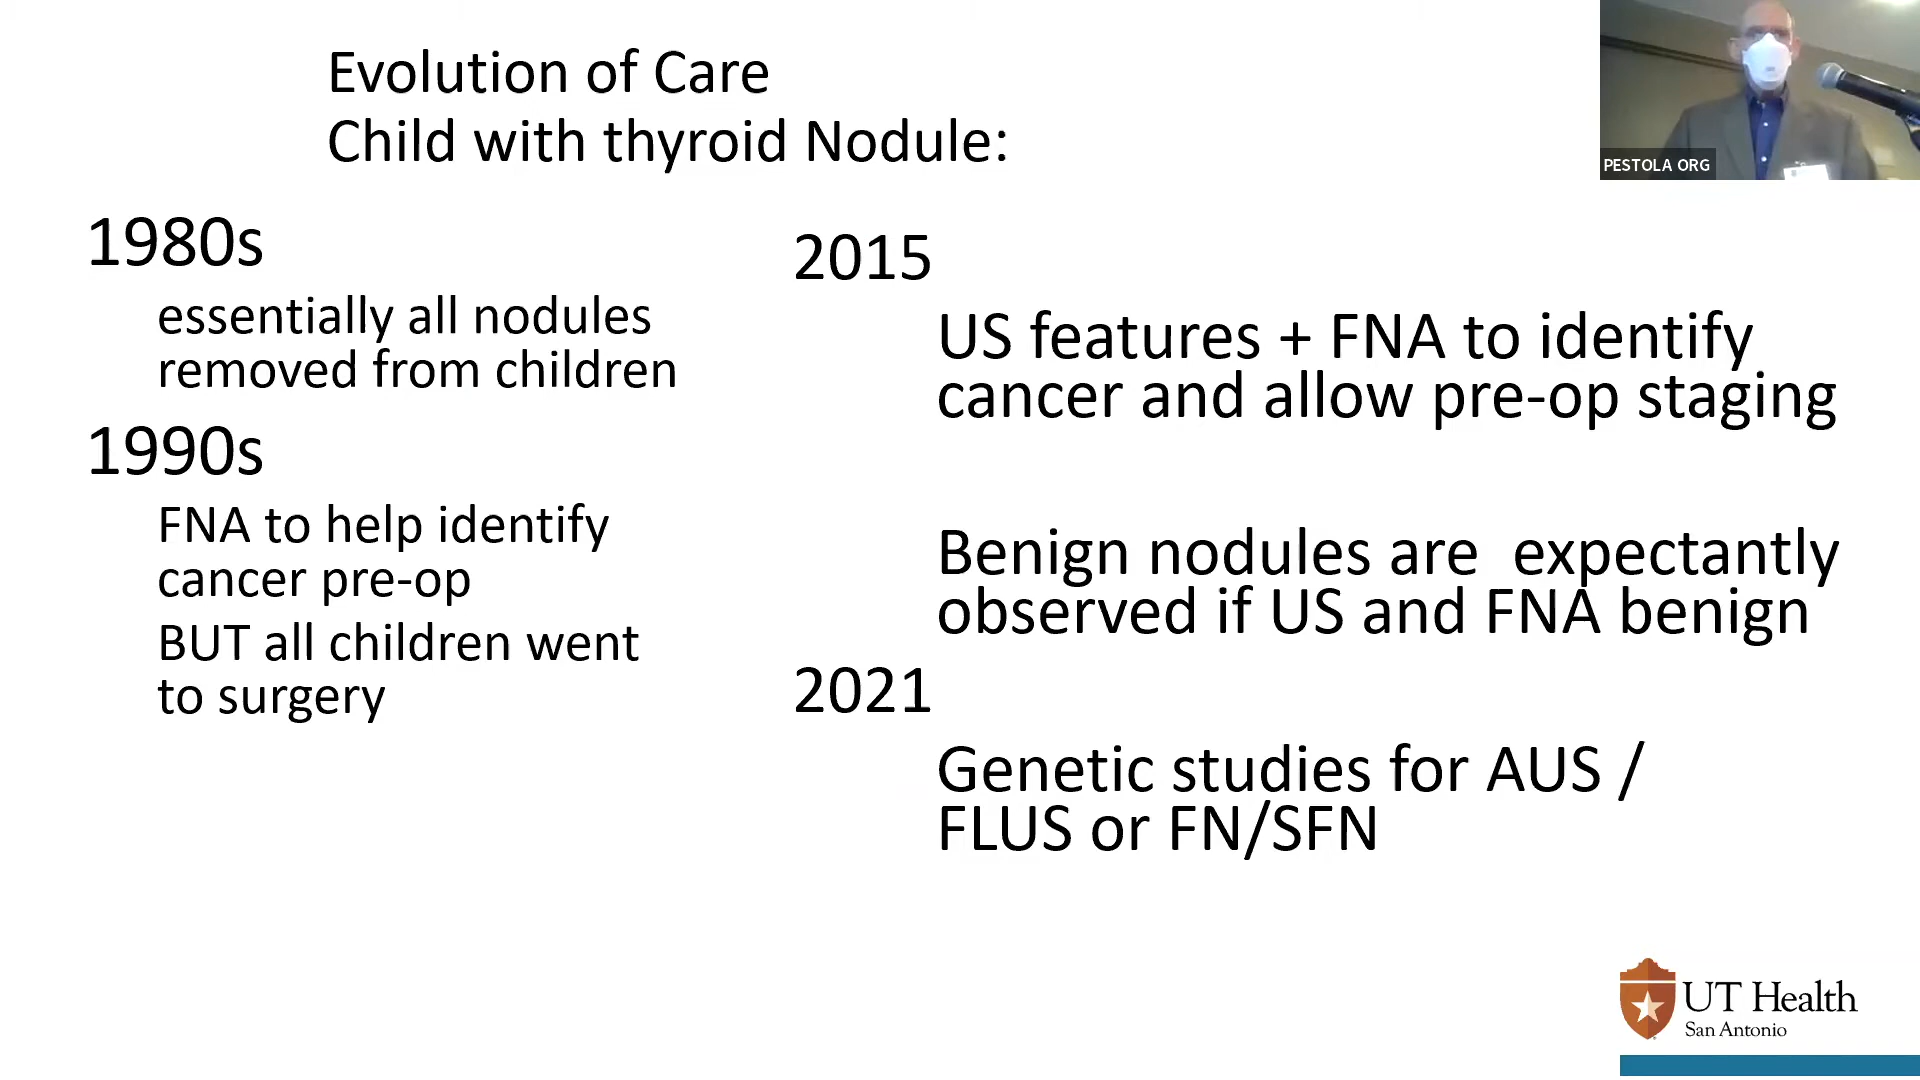 Evolution of Care
Child with thyroid Nodule:
1980s
essentially all nodules
removed from children
1990s
FNA to help identify
cancer pre-op
BUT all children went
to surgery
2015
US features + FNA to identify
cancer and allow pre-op staging
Benign nodules are  expectantly
observed if US and FNA benign
2021
Genetic studies for AUS /
FLUS or FN/SFN
PESTOLA ORG
UT Health
San Antonio